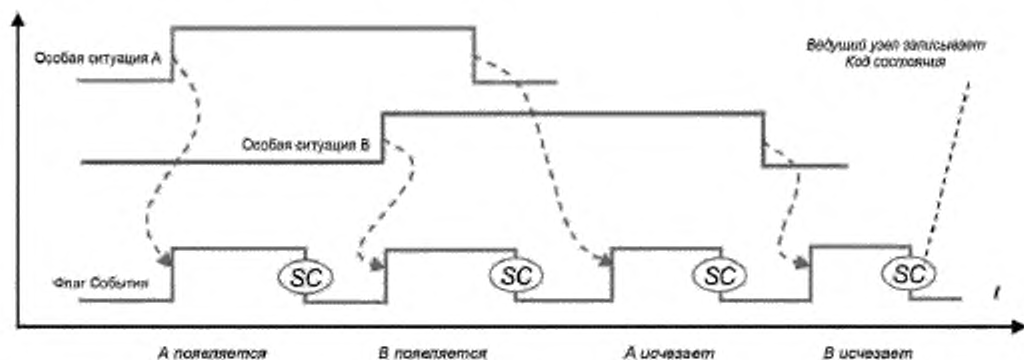 Особая ситуация А
Ведущий узел записывает
Код состояния
Особая ситуация В
Флаг События
SC
SC
SC
SC
t
А появляется
В появляется
А исчезает
В исчезает